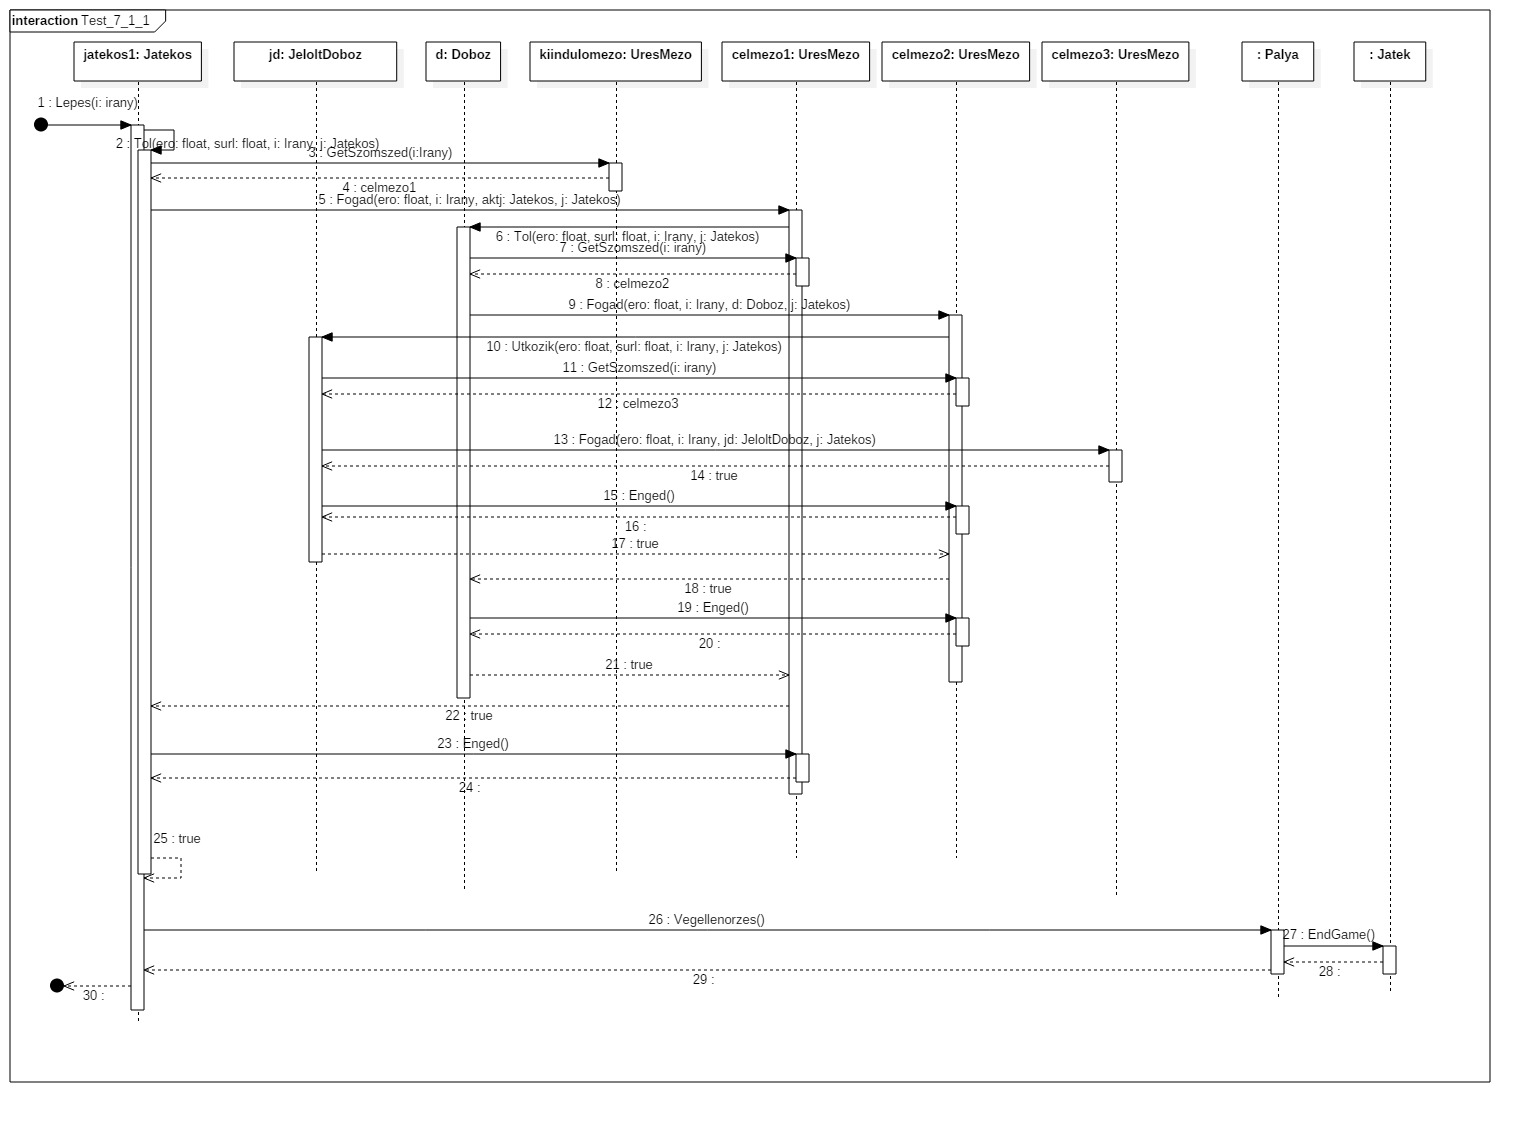 interaction Test_7_1_1
jatekos1: Jatekos
jd: JeloltDoboz
d: Doboz
kiindulomezo: UresMezo
celmezo1: UresMezo
celmezo2: UresMezo
celmezo3: UresMezo
: Palya
: Jatek
1 : Lepes(i: irany)
2 : Tol(ero: float, surl: float, i: Irany, j: Jatekos)
3 : GetSzomszed(i:Irany)
4 : celmezo1
5 : Fogad(ero: float, i: Irany, aktj: Jatekos, j: Jatekos)
6 : Tol(ero: float, surl: float, i: Irany, j: Jatekos)
7 : GetSzomszed(i: irany)
8 : celmezo2
9 : Fogad(ero: float, i: Irany, d: Doboz, j: Jatekos)
10 : Utkozik(ero: float, surl: float, i: Irany, j: Jatekos)
11 : GetSzomszed(i: irany)
12 : celmezo3
13 : Fogad(ero: float, i: Irany, jd: JeloltDoboz, j: Jatekos)
14 : true
15 : Enged()
16 :
17 : true
18 : true
19 : Enged()
20 :
21 : true
22 : true
23 : Enged()
24 :
25 : true
26 : Vegellenorzes()
27 : EndGame()
28 :
29 :
30 :